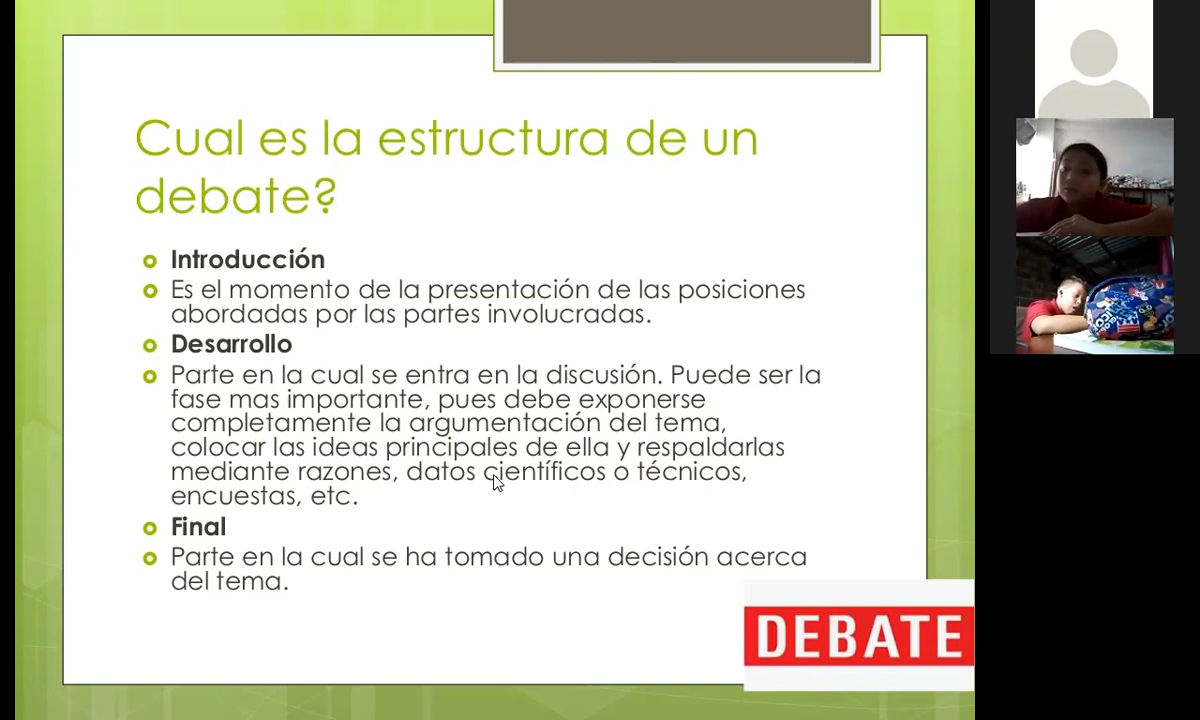 Cual es la estructura de un
debate?
Introducción
Es el momento de la presentación de las posiciones
abordadas por las partes involucradas.
Desarrollo
Parte en la cual se entra en la discusión. Puede ser la
fase mas importante, pues debe exponerse
completamente la argumentación del tema,
colocar las ideas principales de ella y respaldarlas
mediante razones, datos científicos o técnicos,
encuestas, etc.
Final
Parte en la cual se ha tomado una decisión acerca
del tema.
DEBATE